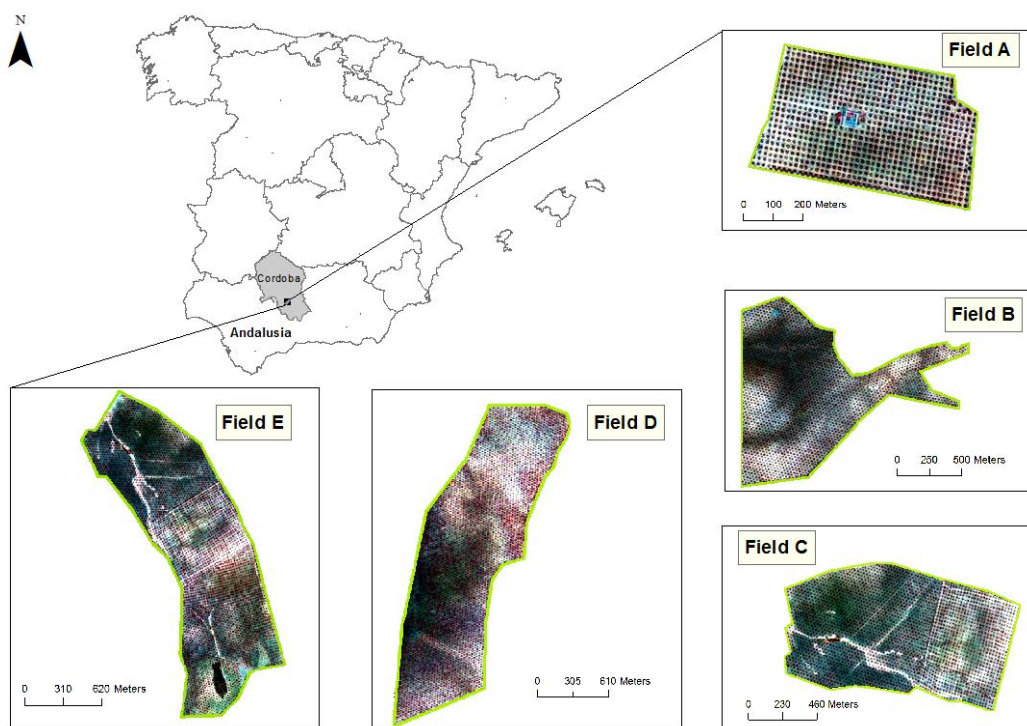 N
Field A
0 100 200 Meters
Cordoba
Andalusia
Field B
0 250 500 Meters
Field E
0 310 620 Meters
Field D
0 305 610 Meters
Field C
0 230 460 Meters